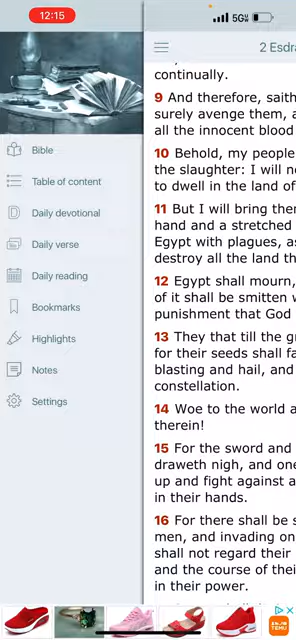 12:15
5G
2 Esdra
continually.
9 And therefore, saith
surely avenge them, a
all the innocent blood
10 Behold, my people
the slaughter: I will n
to dwell in the land of
11 But I will bring the
hand and a stretched
Egypt with plagues, as
destroy all the land th
12 Egypt shall mourn,
of it shall be smitten w
punishment that God
13 They that till the g
for their seeds shall fa
blasting and hail, and
constellation.
14 Woe to the world a
therein!
15 For the sword and
draweth nigh, and one
up and fight against a
in their hands.
16 For there shall be s
men, and invading on
shall not regard their
and the course of thei
in their power.
Bible
Table of content
Daily devotional
Daily verse
Daily reading
Bookmarks
Highlights
Notes
Settings
TEMU